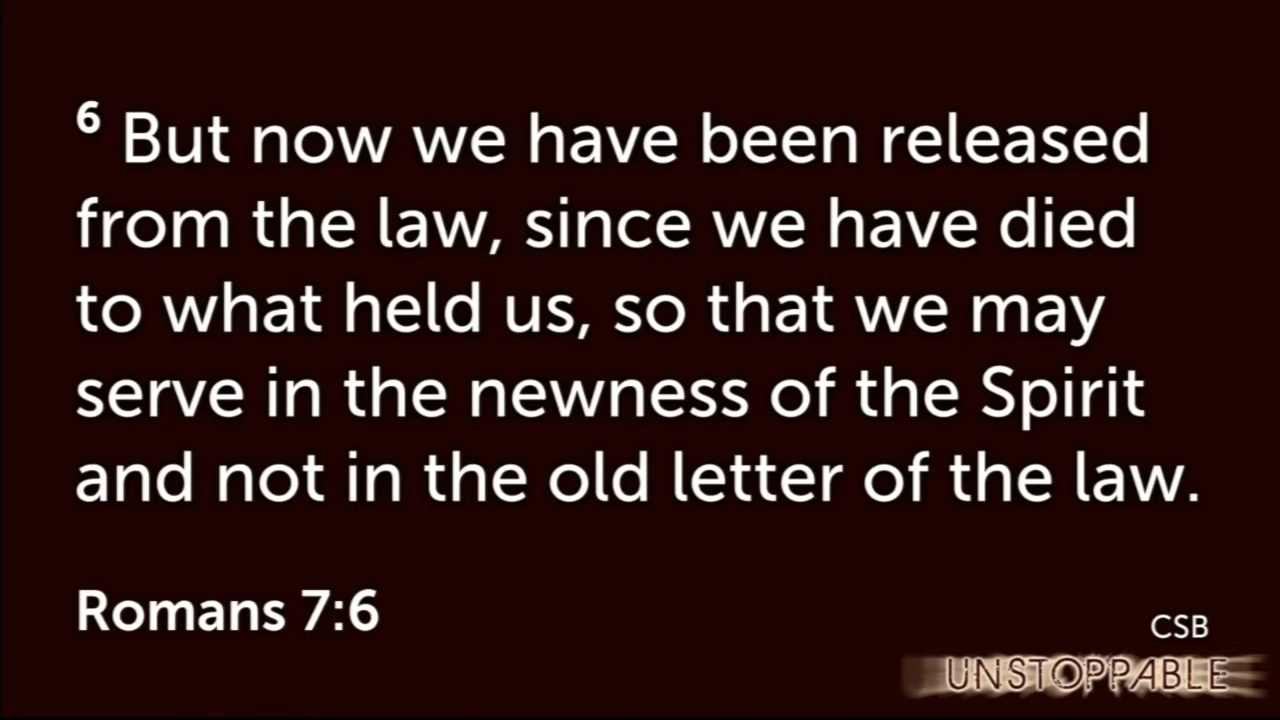 ⁶ But now we have been released
from the law, since we have died
to what held us, so that we may
serve in the newness of the Spirit
and not in the old letter of the law.
Romans 7:6
CSB
UNSTOPPABLE